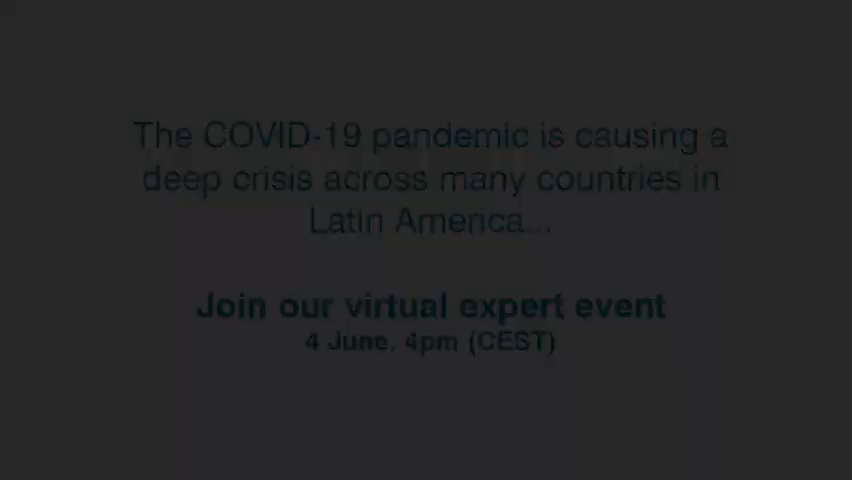 The COVID-19 pandemic is causing a
deep crisis across many countries in
Latin America...
Join our virtual expert event
4 June, 4pm (CEST)